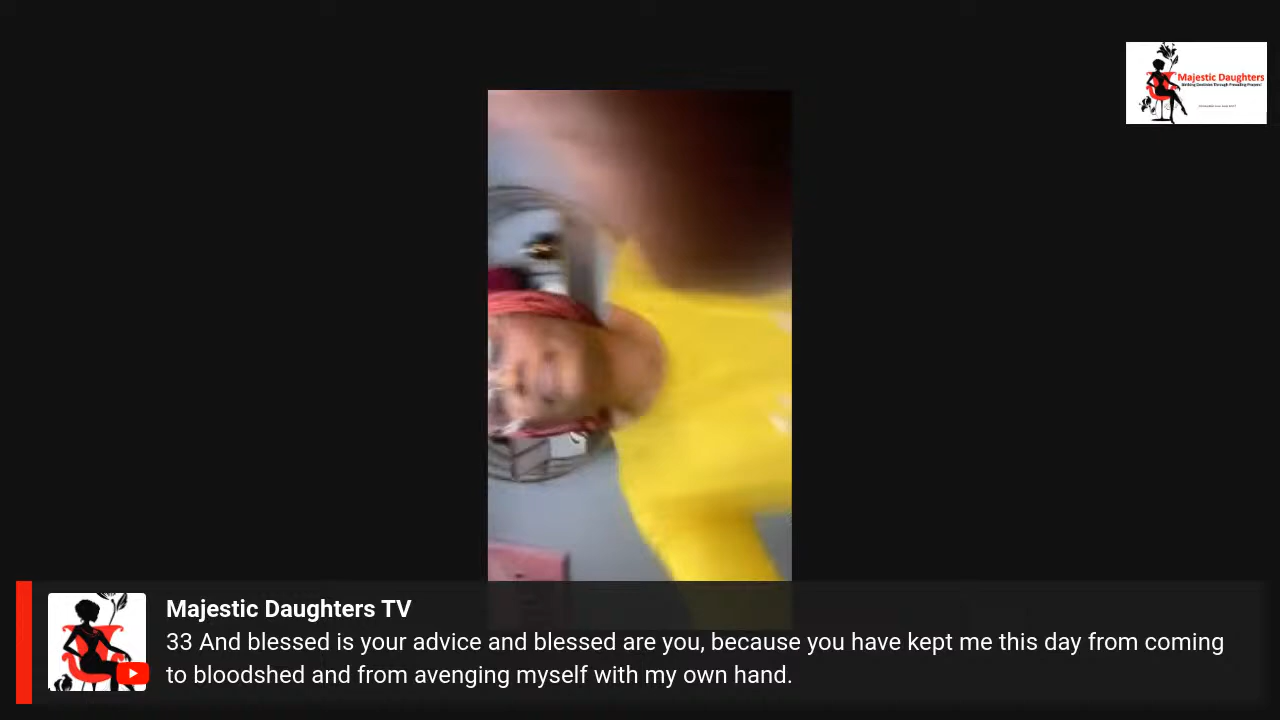 Majestic Daughters
Majestic Daughters TV
33 And blessed is your advice and blessed are you, because you have kept me this day from coming
to bloodshed and from avenging myself with my own hand.